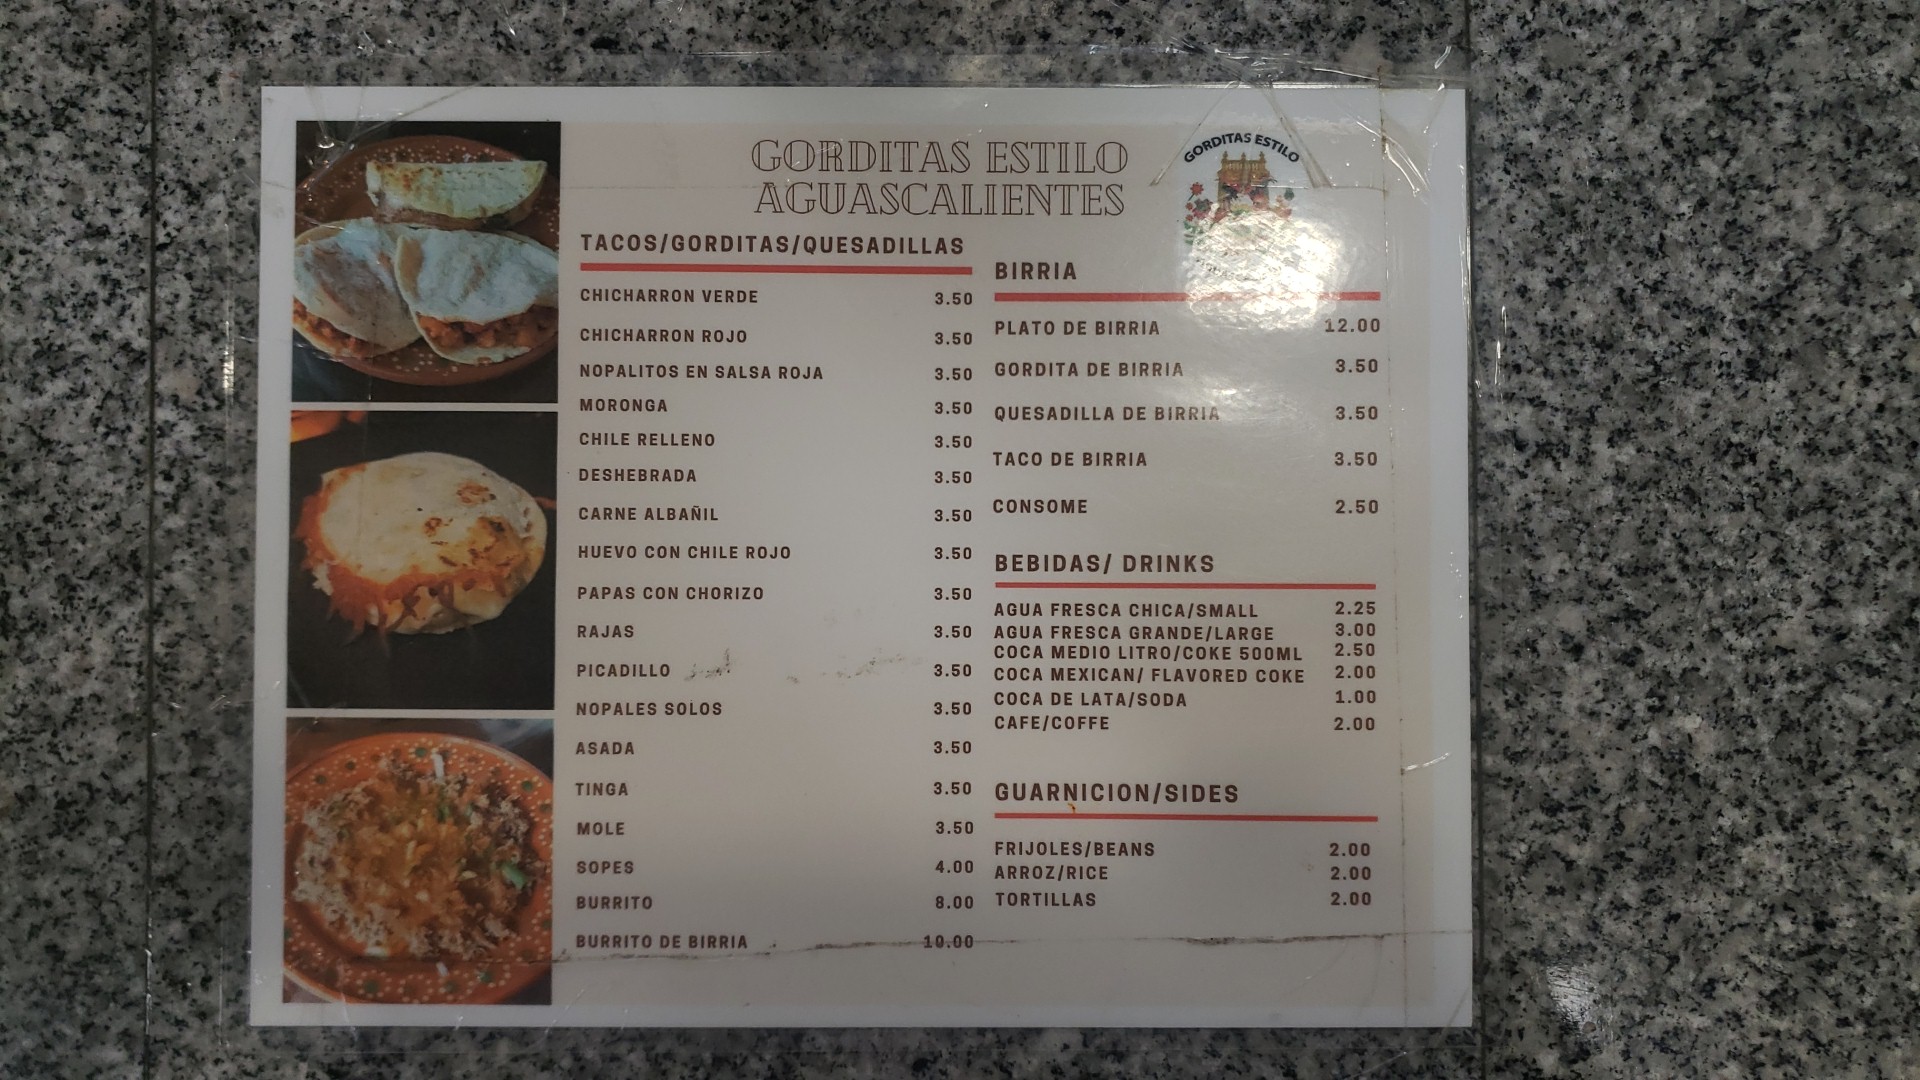 GORDITAS ESTILO
AGUASCALIENTES
GORDITAS ESTILO
TACOS/GORDITAS/QUESADILLAS
CHICHARRON VERDE 3.50
CHICHARRON ROJO 3.50
NOPALITOS EN SALSA ROJA 3.50
MORONGA 3.50
CHILE RELLENO 3.50
DESHEBRADA 3.50
CARNE ALBAÑIL 3.50
HUEVO CON CHILE ROJO 3.50
PAPAS CON CHORIZO 3.50
RAJAS 3.50
PICADILLO 3.50
NOPALES SOLOS 3.50
ASADA 3.50
TINGA 3.50
MOLE 3.50
SOPES 4.00
BURRITO 8.00
BURRITO DE BIRRIA 10.00
BIRRIA
PLATO DE BIRRIA 12.00
GORDITA DE BIRRIA 3.50
QUESADILLA DE BIRRIA 3.50
TACO DE BIRRIA 3.50
CONSOME 2.50
BEBIDAS/ DRINKS
AGUA FRESCA CHICA/SMALL 2.25
AGUA FRESCA GRANDE/LARGE 3.00
COCA MEDIO LITRO/COKE 500ML 2.50
COCA MEXICAN/ FLAVORED COKE 2.00
COCA DE LATA/SODA 1.00
CAFE/COFFE 2.00
GUARNICION/SIDES
FRIJOLES/BEANS 2.00
ARROZ/RICE 2.00
TORTILLAS 2.00